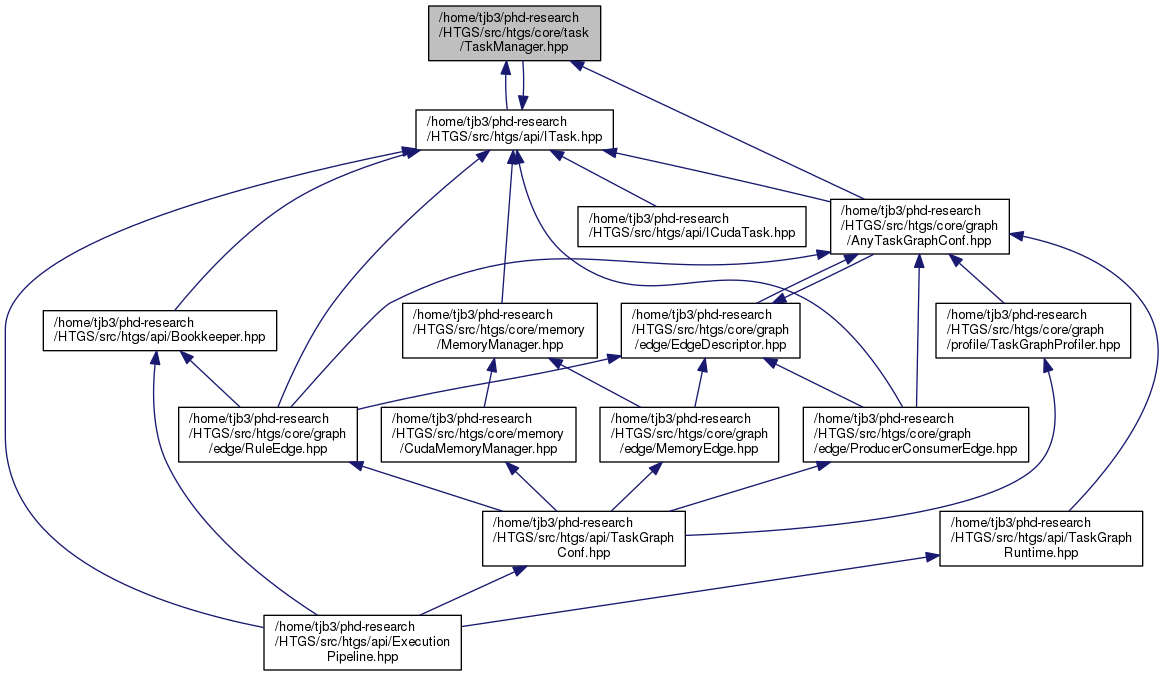 /home/tjb3/phd-research
/HTGS/src/htgs/core/task
/TaskManager.hpp
/home/tjb3/phd-research
/HTGS/src/htgs/api/ITask.hpp
/home/tjb3/phd-research
/HTGS/src/htgs/api/ICudaTask.hpp
/home/tjb3/phd-research
/HTGS/src/htgs/core/graph
/AnyTaskGraphConf.hpp
/home/tjb3/phd-research
/HTGS/src/htgs/api/Bookkeeper.hpp
/home/tjb3/phd-research
/HTGS/src/htgs/core/memory
/MemoryManager.hpp
/home/tjb3/phd-research
/HTGS/src/htgs/core/graph
/edge/EdgeDescriptor.hpp
/home/tjb3/phd-research
/HTGS/src/htgs/core/graph
/profile/TaskGraphProfiler.hpp
/home/tjb3/phd-research
/HTGS/src/htgs/core/graph
/edge/RuleEdge.hpp
/home/tjb3/phd-research
/HTGS/src/htgs/core/memory
/CudaMemoryManager.hpp
/home/tjb3/phd-research
/HTGS/src/htgs/core/graph
/edge/MemoryEdge.hpp
/home/tjb3/phd-research
/HTGS/src/htgs/core/graph
/edge/ProducerConsumerEdge.hpp
/home/tjb3/phd-research
/HTGS/src/htgs/api/TaskGraph
Conf.hpp
/home/tjb3/phd-research
/HTGS/src/htgs/api/TaskGraph
Runtime.hpp
/home/tjb3/phd-research
/HTGS/src/htgs/api/Execution
Pipeline.hpp